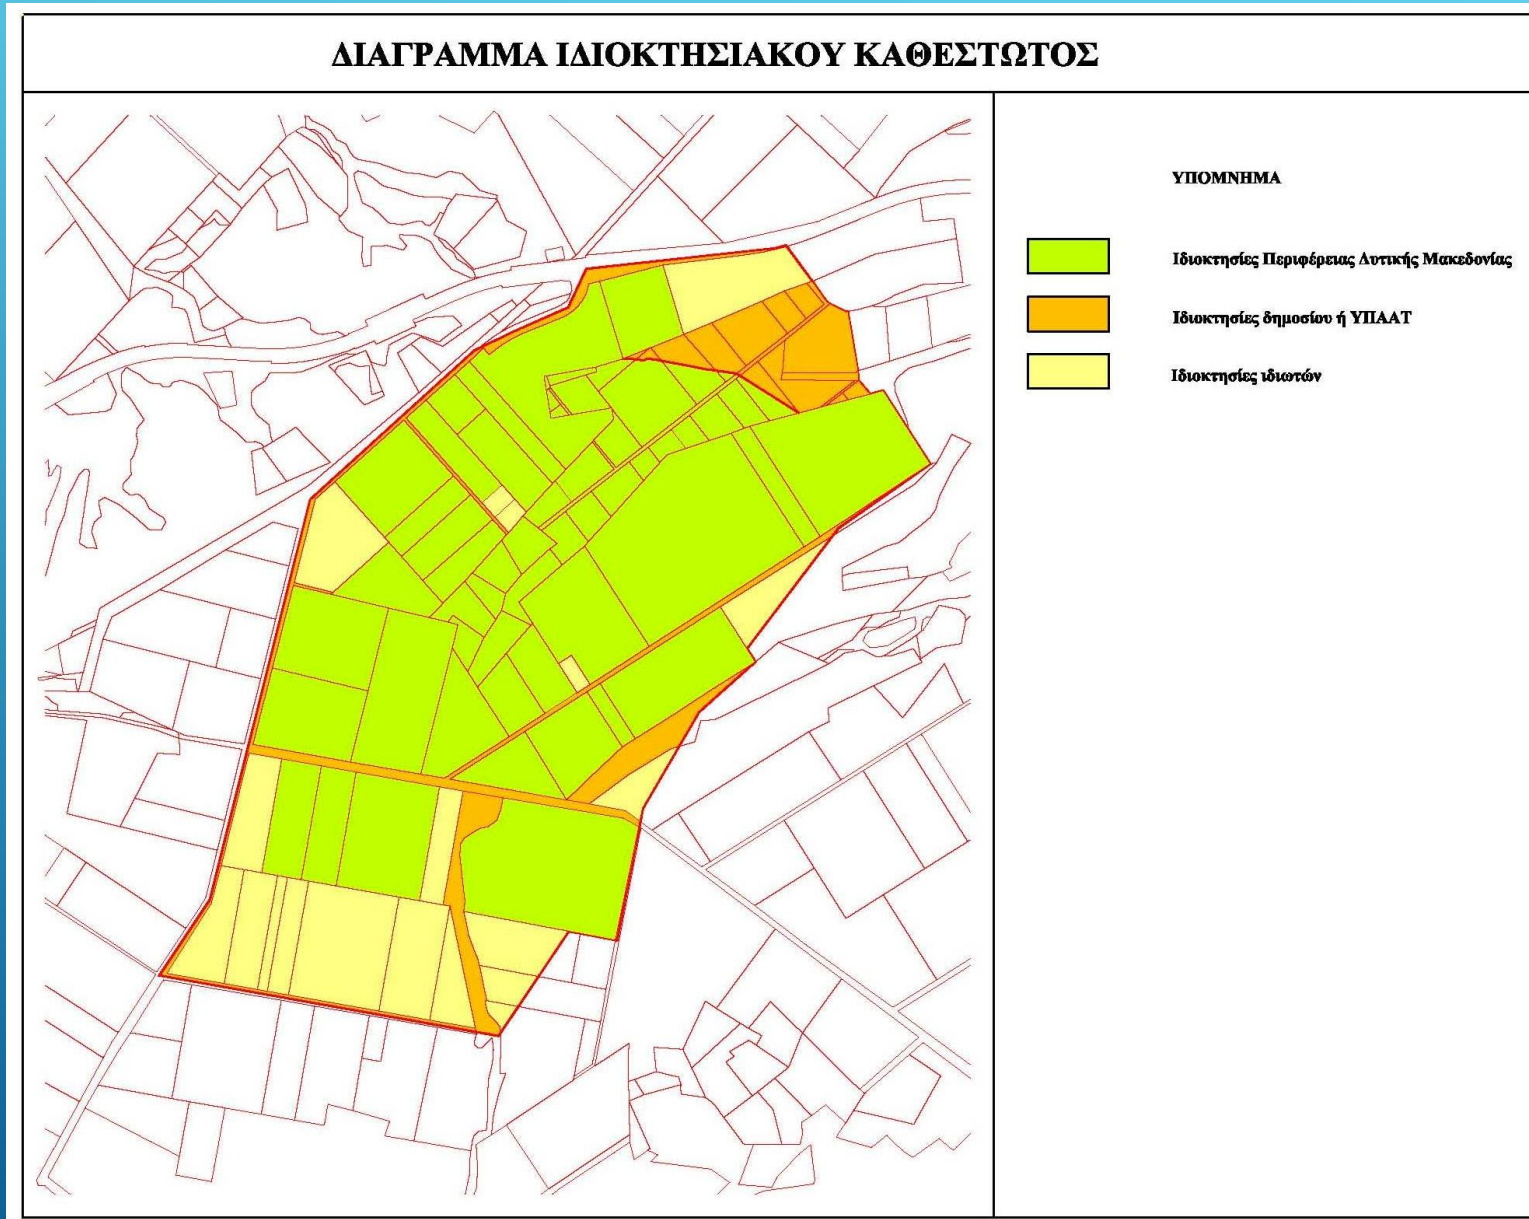 ΔΙΑΓΡΑΜΜΑ ΙΔΙΟΚΤΗΣΙΑΚΟΥ ΚΑΘΕΣΤΩΤΟΣ
ΥΠΟΜΝΗΜΑ
Ιδιοκτησίες Περιφέρειας Δυτικής Μακεδονίας
Ιδιοκτησίες δημοσίου ή ΥΠΑΑΤ
Ιδιοκτησίες ιδιωτών